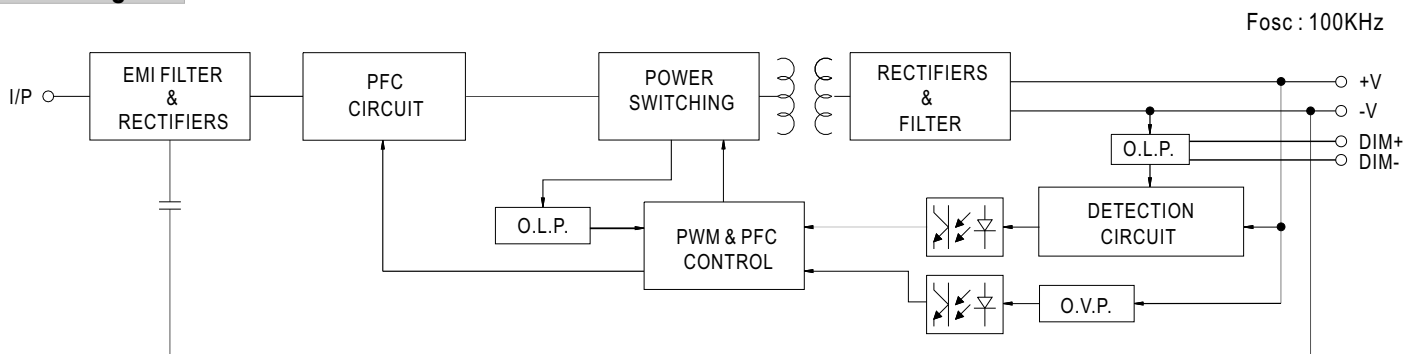 Fosc : 100KHz
I/P
EMI FILTER
&
RECTIFIERS
PFC
CIRCUIT
POWER
SWITCHING
RECTIFIERS
&
FILTER
+V
-V
DIM+
DIM-
O.L.P.
O.L.P.
PWM & PFC
CONTROL
DETECTION
CIRCUIT
O.V.P.